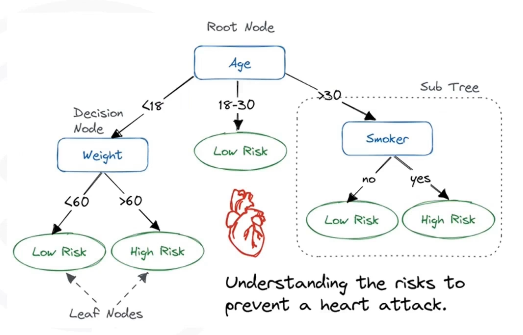 Root Node
Age
Sub Tree
<18
18-30
>30
Decision
Node
Weight
Low Risk
Smoker
no
yes
<60
>60
Low Risk
High Risk
Low Risk
High Risk
Understanding the risks to
prevent a heart attack.
Leaf Nodes